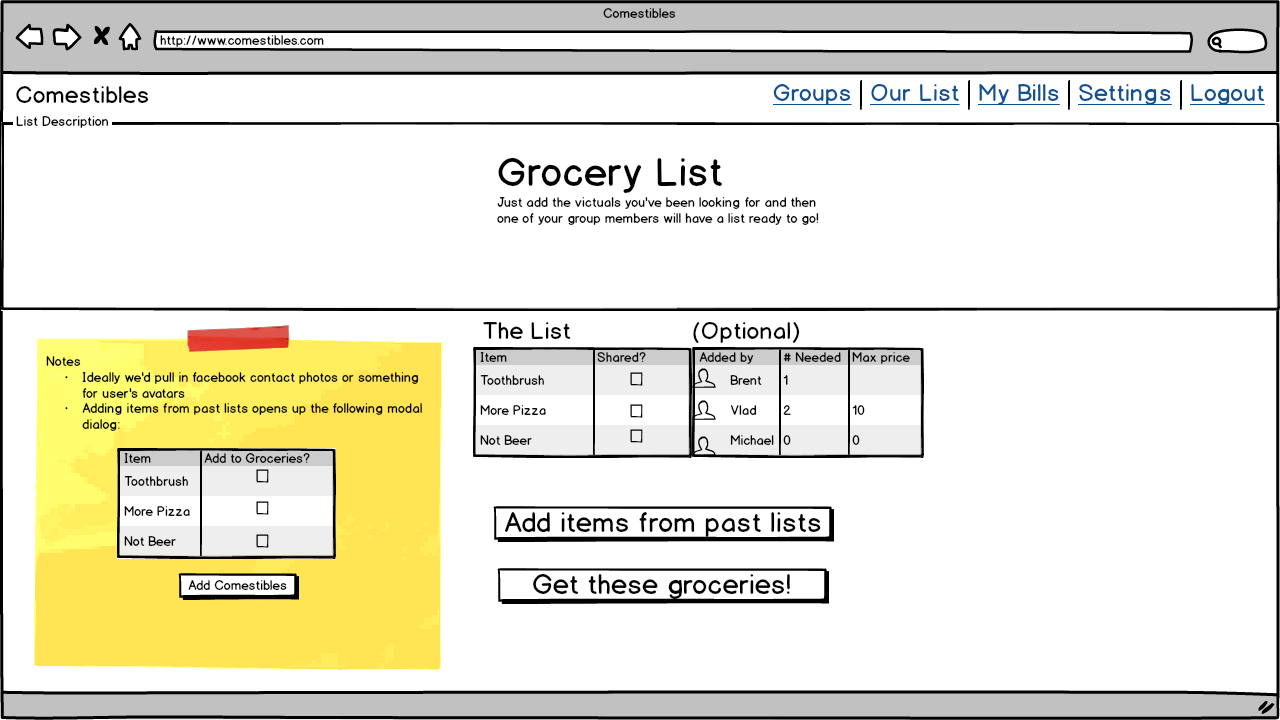 Comestibles
http://www.comestibles.com
Comestibles
Groups Our List My Bills Settings Logout
List Description
Grocery List
Just add the victuals you've been looking for and then
one of your group members will have a list ready to go!
Notes
· Ideally we'd pull in facebook contact photos or something
for user's avatars
· Adding items from past lists opens up the following modal
dialog:
Item Add to Groceries?
Toothbrush
More Pizza
Not Beer
Add Comestibles
The List (Optional)
Item Shared? Added by # Needed Max price
Toothbrush Brent 1
More Pizza Vlad 2 10
Not Beer Michael 0 0
Add items from past lists
Get these groceries!